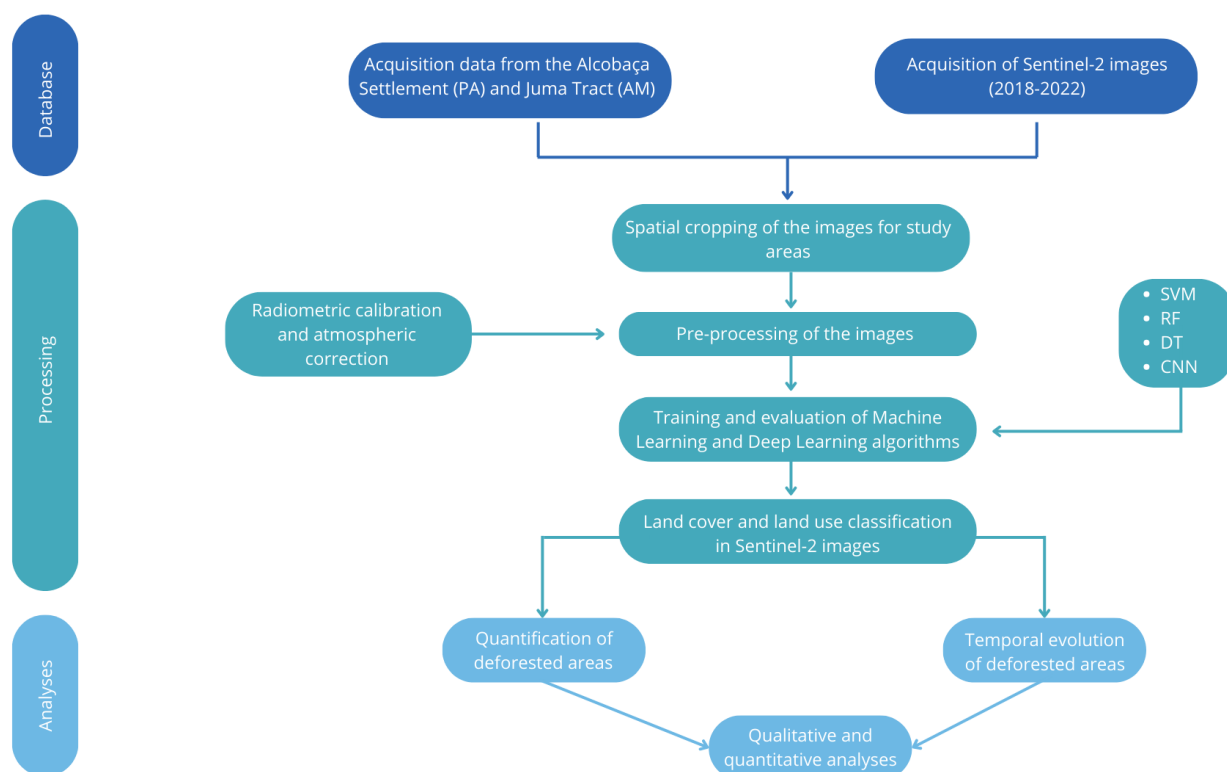 Database
Acquisition data from the Alcobaça
Settlement (PA) and Juma Tract (AM)
Acquisition of Sentinel-2 images
(2018-2022)
Processing
Spatial cropping of the images for study
areas
Radiometric calibration
and atmospheric
correction
Pre-processing of the images
• SVM
• RF
• DT
• CNN
Training and evaluation of Machine
Learning and Deep Learning algorithms
Land cover and land use classification
in Sentinel-2 images
Analyses
Quantification of
deforested areas
Temporal evolution
of deforested areas
Qualitative and
quantitative analyses